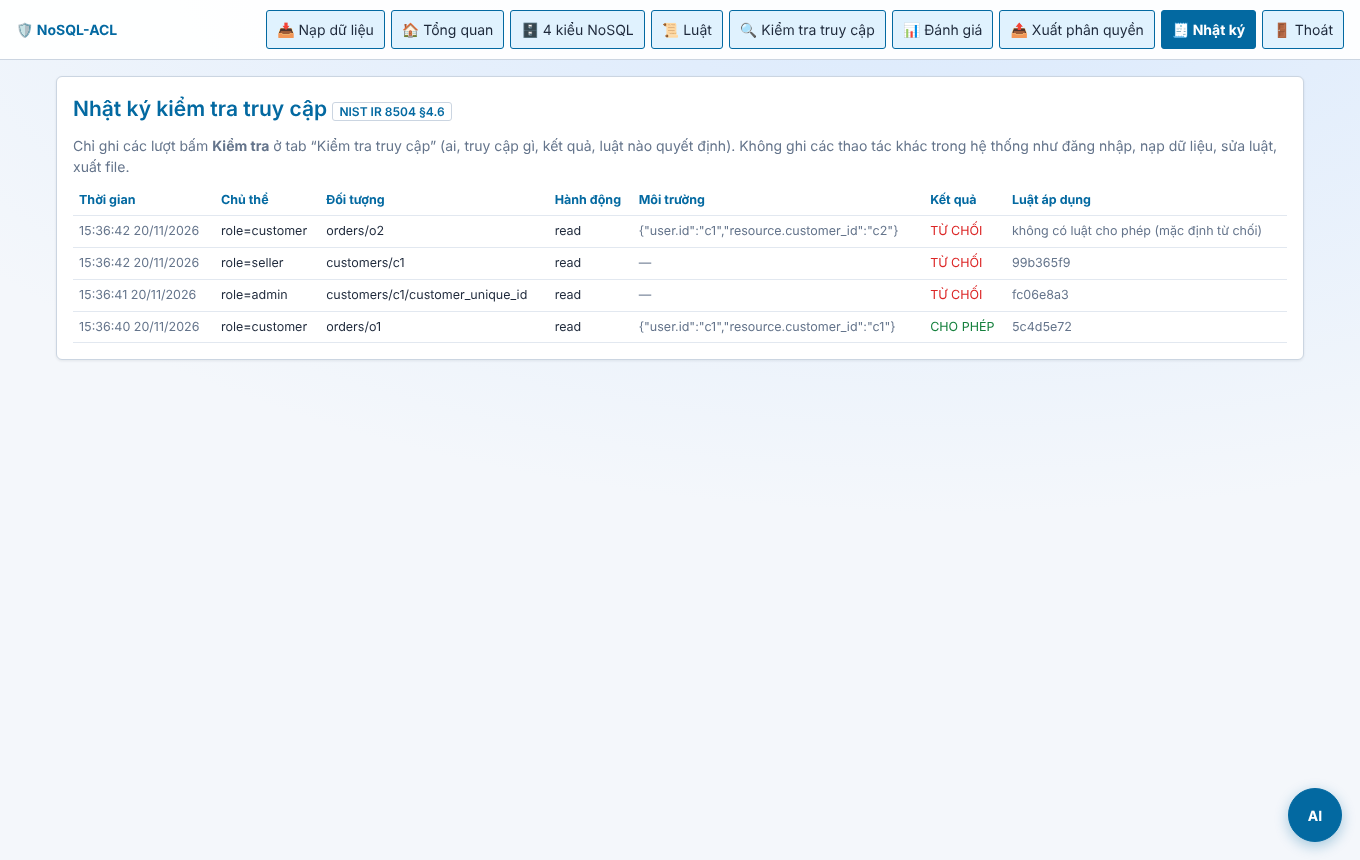 🛡️ NoSQL-ACL
📥 Nạp dữ liệu
🏠 Tổng quan
🗄️ 4 kiểu NoSQL
📜 Luật
🔍 Kiểm tra truy cập
📊 Đánh giá
📤 Xuất phân quyền
🧾 Nhật ký
🚪 Thoát
Nhật ký kiểm tra truy cập NIST IR 8504 §4.6
Chỉ ghi các lượt bấm Kiểm tra ở tab “Kiểm tra truy cập” (ai, truy cập gì, kết quả, luật nào quyết định). Không ghi các thao tác khác trong hệ thống như đăng nhập, nạp dữ liệu, sửa luật,
xuất file.
Thời gian Chủ thể Đối tượng Hành động Môi trường Kết quả Luật áp dụng
15:36:42 20/11/2026 role=customer orders/o2 read {"user.id":"c1","resource.customer_id":"c2"} TỪ CHỐI không có luật cho phép (mặc định từ chối)
15:36:42 20/11/2026 role=seller customers/c1 read — TỪ CHỐI 99b365f9
15:36:41 20/11/2026 role=admin customers/c1/customer_unique_id read — TỪ CHỐI fc06e8a3
15:36:40 20/11/2026 role=customer orders/o1 read {"user.id":"c1","resource.customer_id":"c1"} CHO PHÉP 5c4d5e72
AI